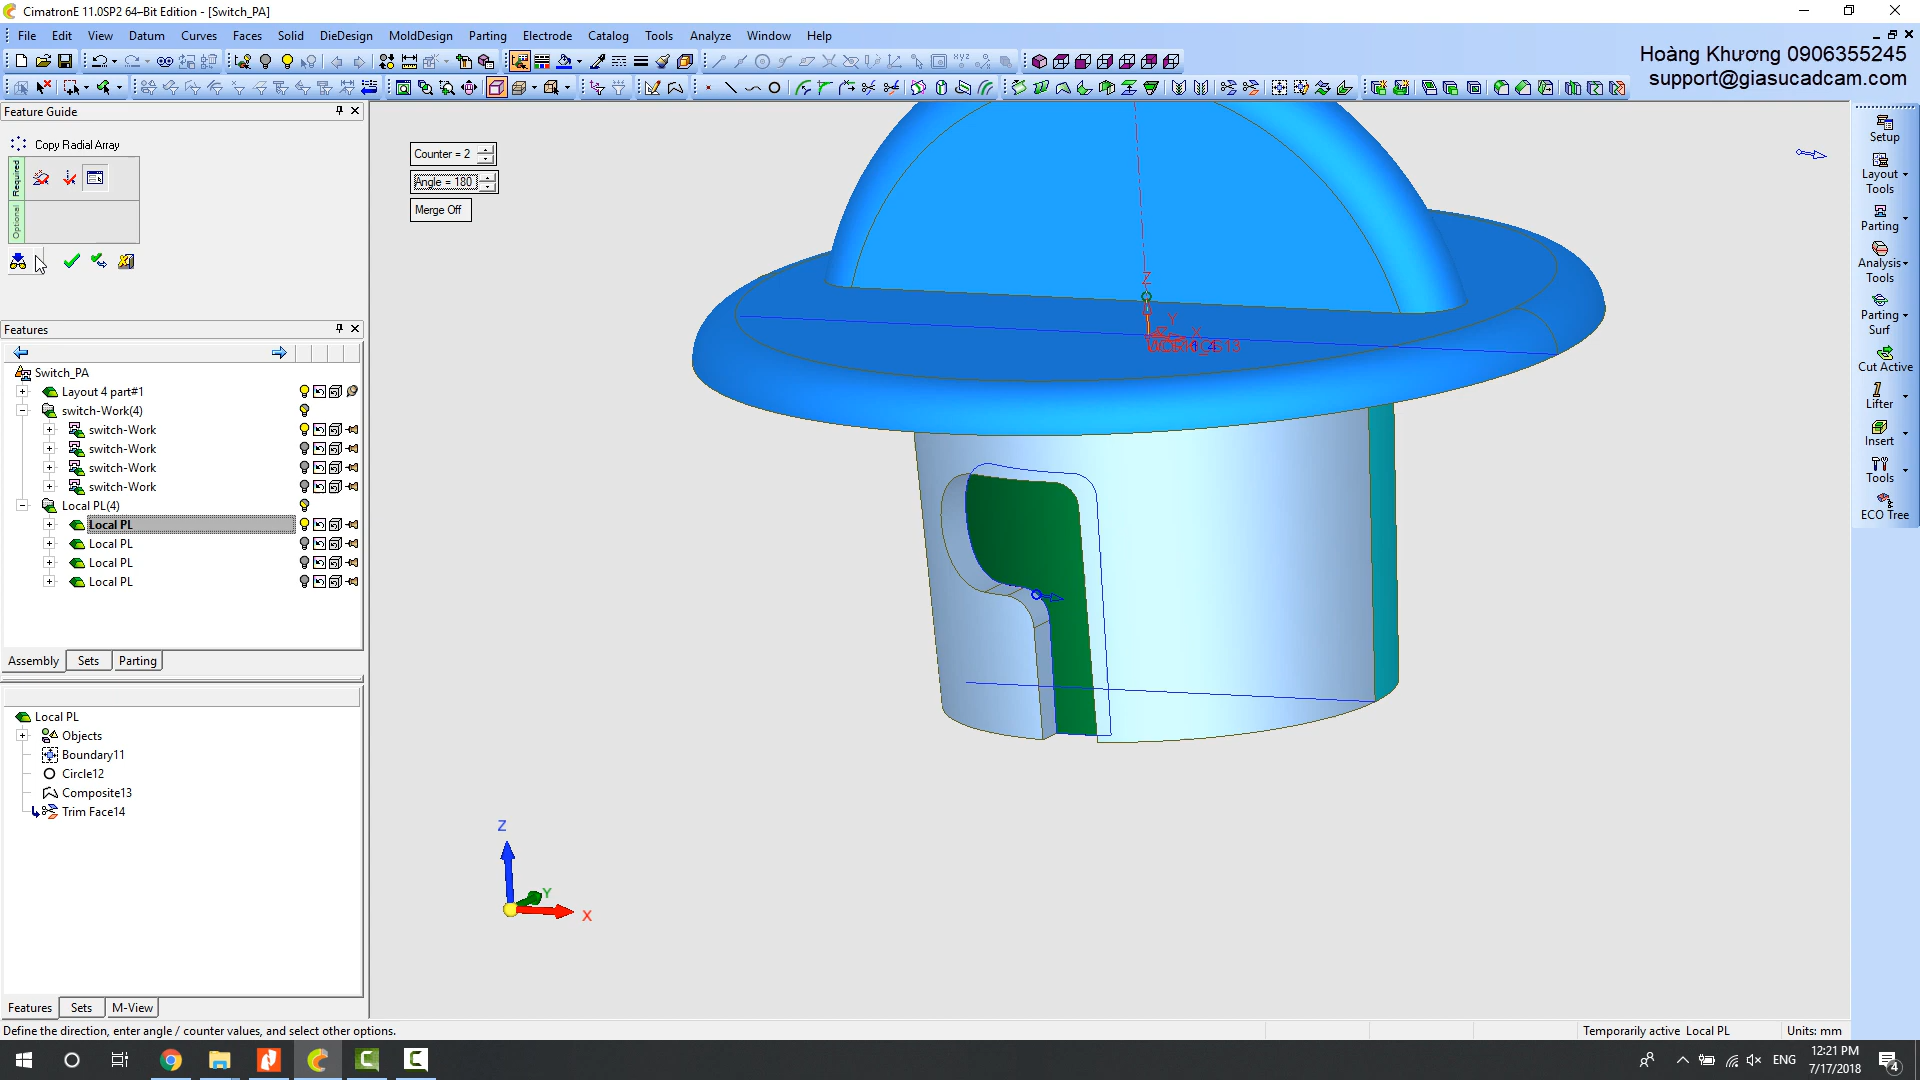 CimatronE 11.0SP2 64–Bit Edition - [Switch_PA]
File Edit View Datum Curves Faces Solid DieDesign MoldDesign Parting Electrode Catalog Tools Analyze Window Help
Hoàng Khương 0906355245
support@giasucadcam.com
Feature Guide
Copy Radial Array
Required
Optional
Counter = 2
Angle = 180
Merge Off
Features
Switch_PA
Layout 4 part#1
switch-Work(4)
switch-Work
switch-Work
switch-Work
switch-Work
Local PL(4)
Local PL
Local PL
Local PL
Local PL
Assembly Sets Parting
Local PL
Objects
Boundary11
Circle12
Composite13
Trim Face14
Features Sets M-View
Z
Y
X
Z
Y
X
Setup
Layout
Tools
Parting
Analysis
Tools
Parting
Surf
Cut Active
Lifter
Insert
Tools
ECO Tree
Define the direction, enter angle / counter values, and select other options.
Temporarily active Local PL
Units: mm
ENG
12:21 PM
7/17/2018
4